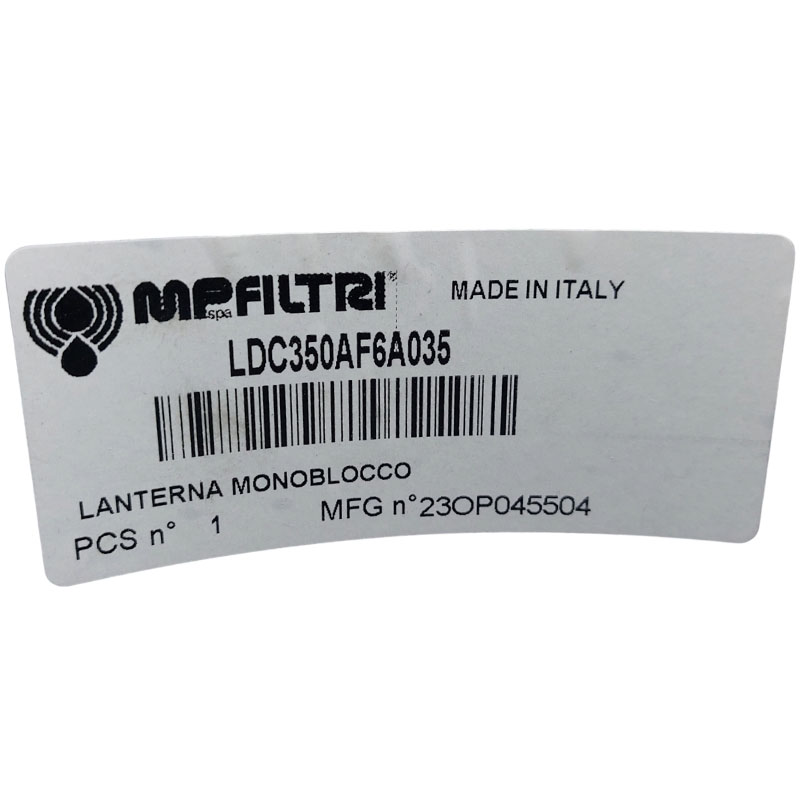 MPFILTRI
spa
MADE IN ITALY
LDC350AF6A035
LANTERNA MONOBLOCCO
PCS n° 1 MFG n°23OP045504